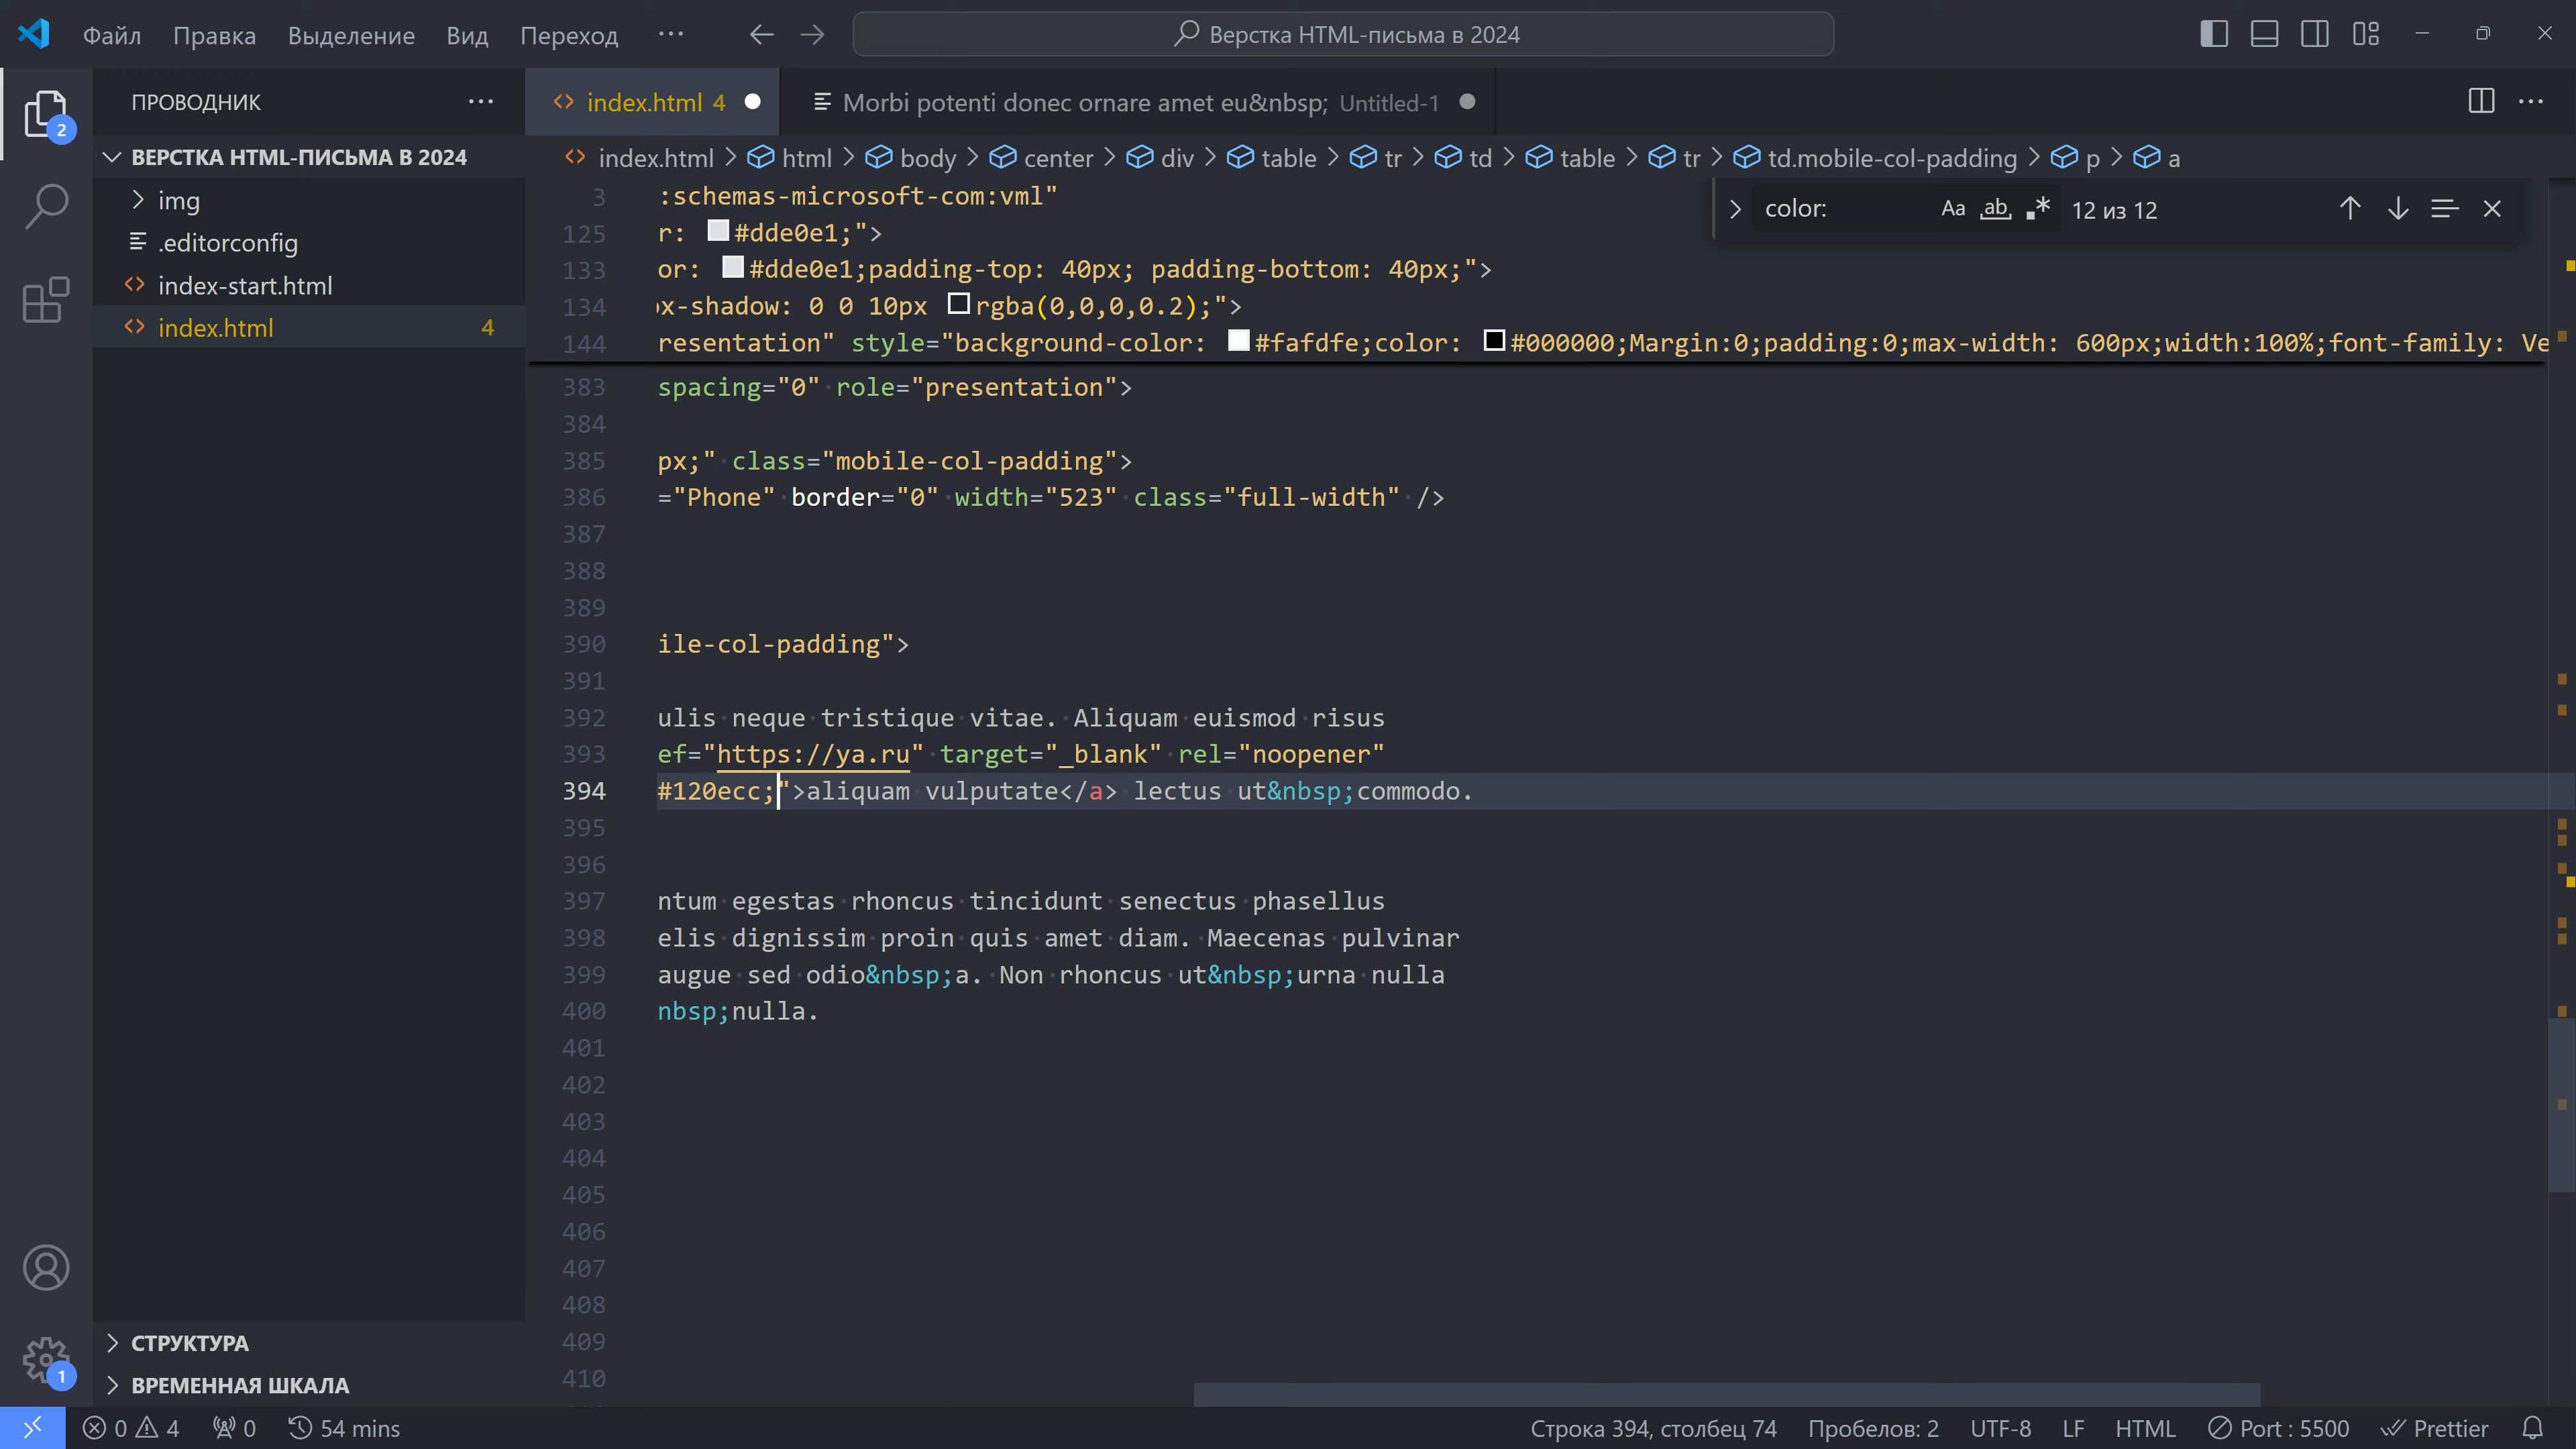 Файл Правка Выделение Вид Переход ··· Верстка HTML-письма в 2024
ПРОВОДНИК ···
2
ВЕРСТКА HTML-ПИСЬМА В 2024
img
.editorconfig
index-start.html
index.html 4
СТРУКТУРА
ВРЕМЕННАЯ ШКАЛА
1
index.html 4 Morbi potenti donec ornare amet eu&nbsp; Untitled-1
index.html > html > body > center > div > table > tr > td > table > tr > td.mobile-col-padding > p > a
color: Aa ab .* 12 из 12
3 :schemas-microsoft-com:vml"
125 r: #dde0e1;">
133 or: #dde0e1;padding-top: 40px; padding-bottom: 40px;">
134 x-shadow: 0 0 10px rgba(0,0,0,0.2);">
144 resentation" style="background-color: #fafdfe;color: #000000;Margin:0;padding:0;max-width: 600px;width:100%;font-family: Ve
383 spacing="0" role="presentation">
384
385 px;" class="mobile-col-padding">
386 ="Phone" border="0" width="523" class="full-width" />
387
388
389
390 ile-col-padding">
391
392 ulis neque tristique vitae. Aliquam euismod risus
393 ef="https://ya.ru" target="_blank" rel="noopener"
394 #120ecc;">aliquam vulputate</a> lectus ut&nbsp;commodo.
395
396
397 ntum egestas rhoncus tincidunt senectus phasellus
398 elis dignissim proin quis amet diam. Maecenas pulvinar
399 augue sed odio&nbsp;a. Non rhoncus ut&nbsp;urna nulla
400 nbsp;nulla.
401
402
403
404
405
406
407
408
409
410
0 4 0 54 mins Строка 394, столбец 74 Пробелов: 2 UTF-8 LF HTML Port : 5500 Prettier